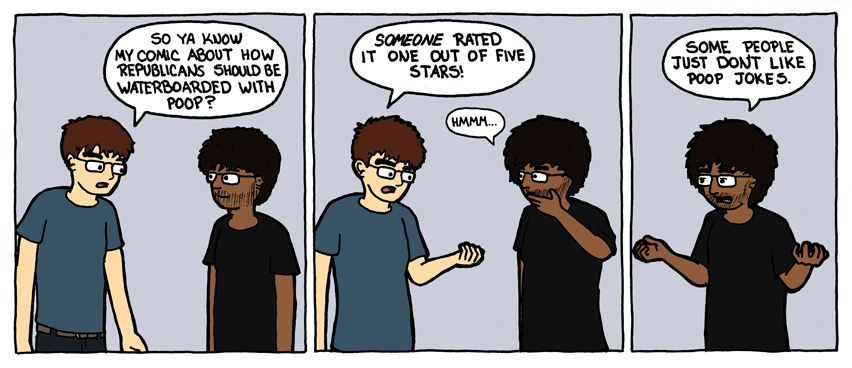 SO YA KNOW
MY COMIC ABOUT HOW
REPUBLICANS SHOULD BE
WATERBOARDED WITH
POOP?
SOMEONE RATED
IT ONE OUT OF FIVE
STARS!
HMMM...
SOME PEOPLE
JUST DON'T LIKE
POOP JOKES.